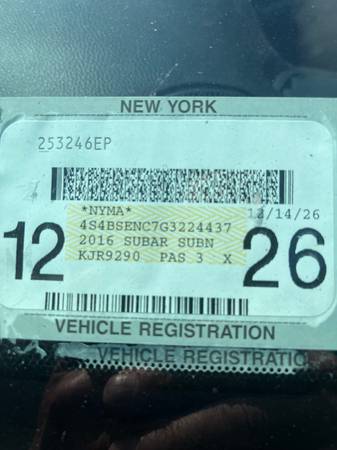 NEW YORK
253246EP
*NYMA* 12/14/26
4S4BSENC7G3224437
12 2016 SUBAR SUBN 26
KJR9290 PAS 3 X
VEHICLE REGISTRATION
VEHICLE REGISTRATIO